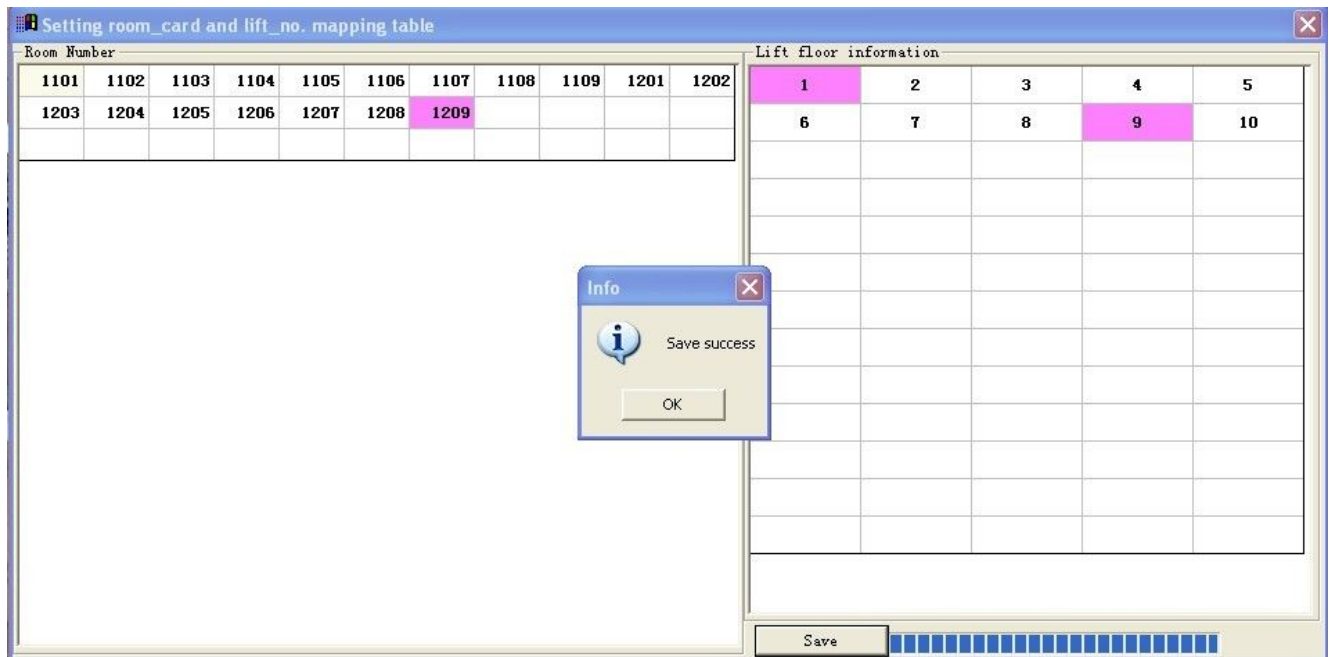 Setting room_card and lift_no. mapping table
Room Number
1101 1102 1103 1104 1105 1106 1107 1108 1109 1201 1202
1203 1204 1205 1206 1207 1208 1209
Lift floor information
1 2 3 4 5
6 7 8 9 10
Info
Save success
OK
Save